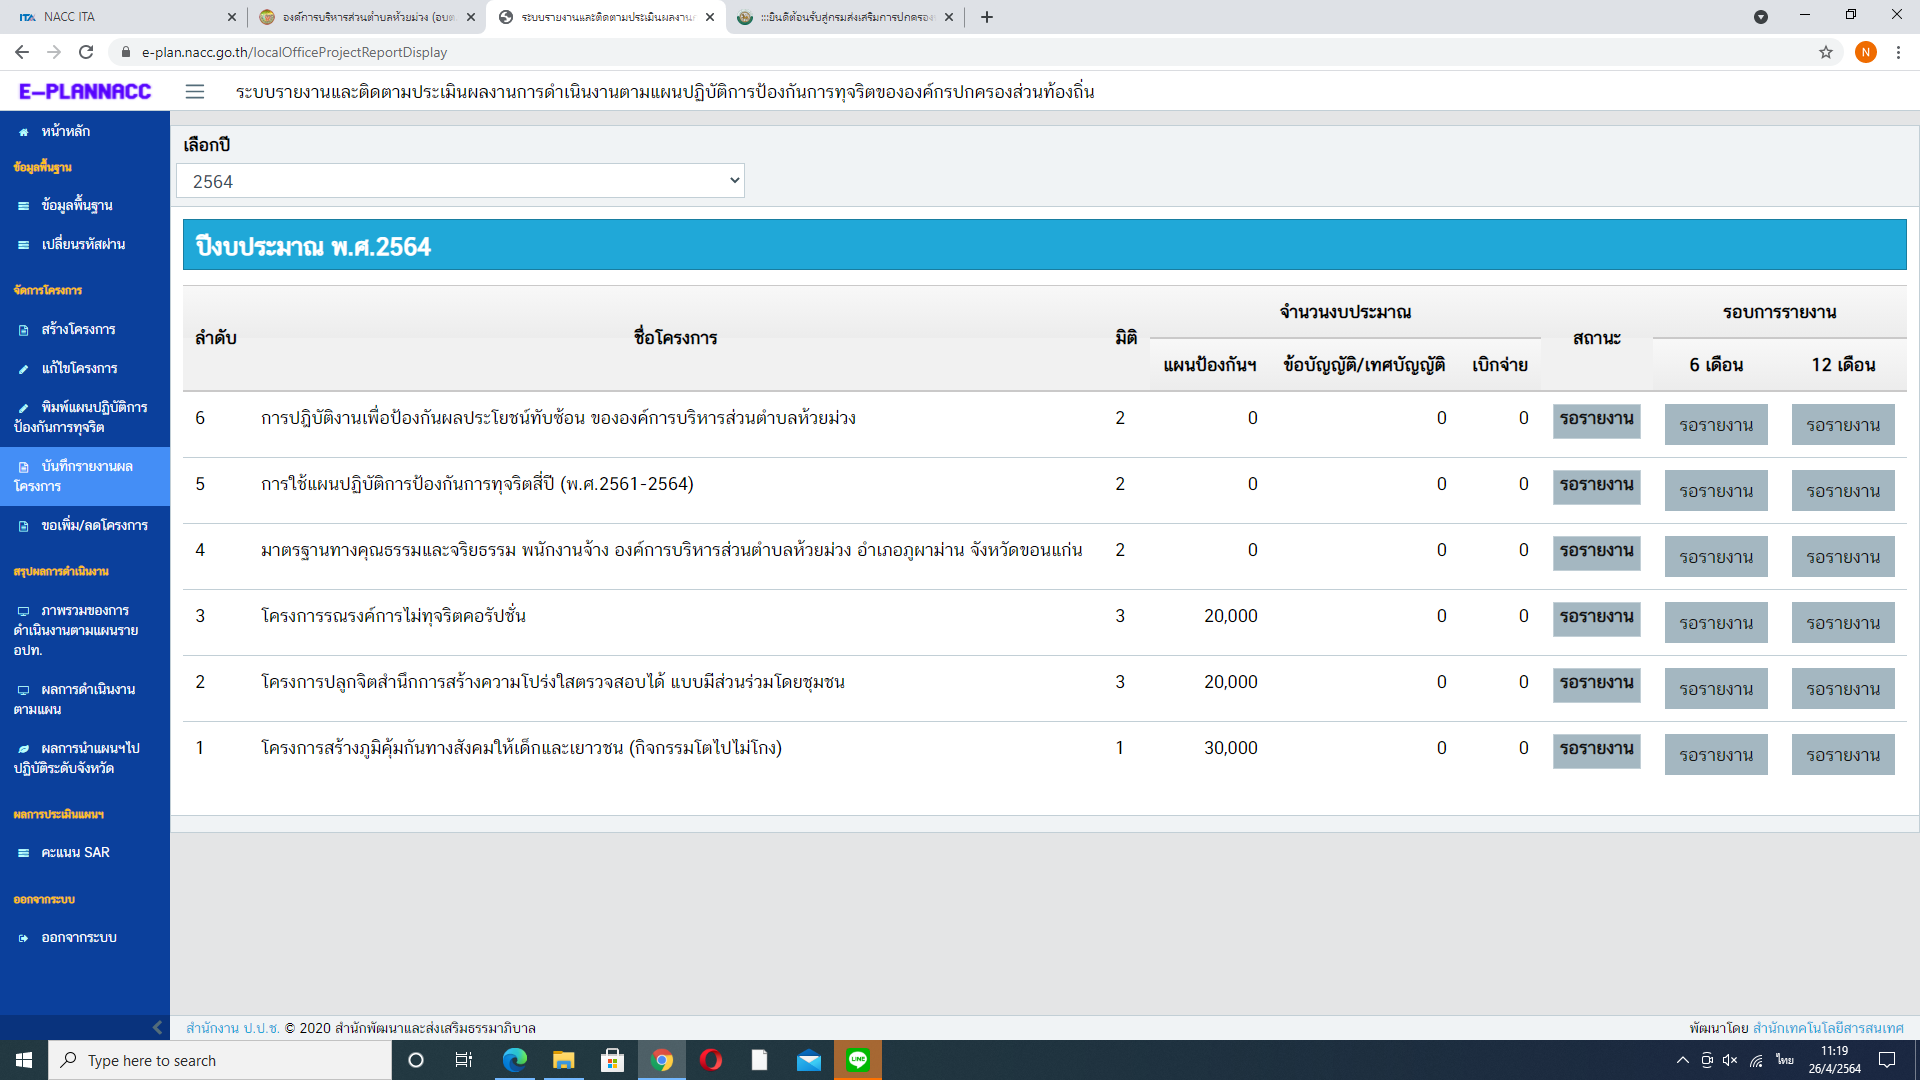 NACC ITA
องค์การบริหารส่วนตำบลห้วยม่วง (อบต.
ระบบรายงานและติดตามประเมินผลงานก
:::ยินดีต้อนรับสู่กรมส่งเสริมการปกครอง
e-plan.nacc.go.th/localOfficeProjectReportDisplay
N
E-PLANNACC
ระบบรายงานและติดตามประเมินผลงานการดำเนินงานตามแผนปฏิบัติการป้องกันการทุจริตขององค์กรปกครองส่วนท้องถิ่น
หน้าหลัก
ข้อมูลพื้นฐาน
ข้อมูลพื้นฐาน
เปลี่ยนรหัสผ่าน
จัดการโครงการ
สร้างโครงการ
แก้ไขโครงการ
พิมพ์แผนปฏิบัติการ
ป้องกันการทุจริต
บันทึกรายงานผล
โครงการ
ขอเพิ่ม/ลดโครงการ
สรุปผลการดำเนินงาน
ภาพรวมของการ
ดำเนินงานตามแผนราย
อปท.
ผลการดำเนินงาน
ตามแผน
ผลการนำแผนฯไป
ปฏิบัติระดับจังหวัด
ผลการประเมินแผนฯ
คะแนน SAR
ออกจากระบบ
ออกจากระบบ
เลือกปี
2564
ปีงบประมาณ พ.ศ.2564
ลำดับ ชื่อโครงการ มิติ จำนวนงบประมาณ สถานะ รอบการรายงาน
แผนป้องกันฯ ข้อบัญญัติ/เทศบัญญัติ เบิกจ่าย 6 เดือน 12 เดือน
6 การปฎิบัติงานเพื่อป้องกันผลประโยชน์ทับซ้อน ขององค์การบริหารส่วนตำบลห้วยม่วง 2 0 0 0 รอรายงาน รอรายงาน รอรายงาน
5 การใช้แผนปฏิบัติการป้องกันการทุจริตสี่ปี (พ.ศ.2561-2564) 2 0 0 0 รอรายงาน รอรายงาน รอรายงาน
4 มาตรฐานทางคุณธรรมและจริยธรรม พนักงานจ้าง องค์การบริหารส่วนตำบลห้วยม่วง อำเภอภูผาม่าน จังหวัดขอนแก่น 2 0 0 0 รอรายงาน รอรายงาน รอรายงาน
3 โครงการรณรงค์การไม่ทุจริตคอรัปชั่น 3 20,000 0 0 รอรายงาน รอรายงาน รอรายงาน
2 โครงการปลูกจิตสำนึกการสร้างความโปร่งใสตรวจสอบได้ แบบมีส่วนร่วมโดยชุมชน 3 20,000 0 0 รอรายงาน รอรายงาน รอรายงาน
1 โครงการสร้างภูมิคุ้มกันทางสังคมให้เด็กและเยาวชน (กิจกรรมโตไปไม่โกง) 1 30,000 0 0 รอรายงาน รอรายงาน รอรายงาน
สำนักงาน ป.ป.ช. © 2020 สำนักพัฒนาและส่งเสริมธรรมาภิบาล
พัฒนาโดย สำนักเทคโนโลยีสารสนเทศ
Type here to search
LINE
ไทย
11:19
26/4/2564